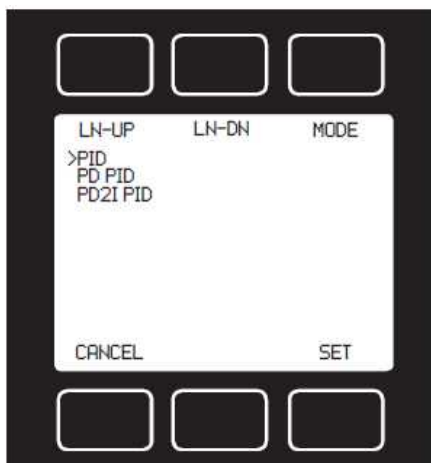 LN-UP LN-DN MODE
>PID
PD PID
PD2I PID
CANCEL SET